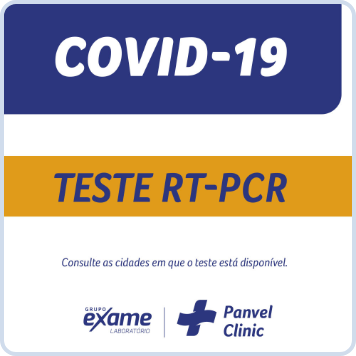 COVID-19
TESTE RT-PCR
Consulte as cidades em que o teste está disponível.
GRUPO
exame
LABORATÓRIO
Panvel
Clinic